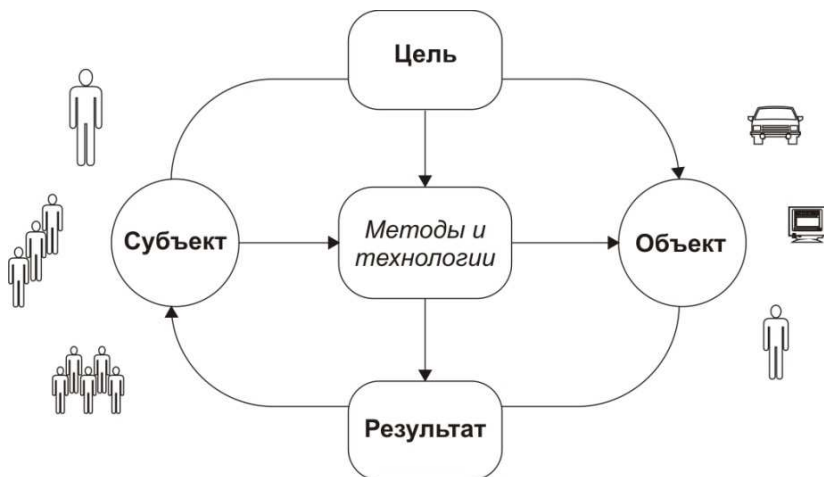 Цель
Субъект
Методы и
технологии
Объект
Результат